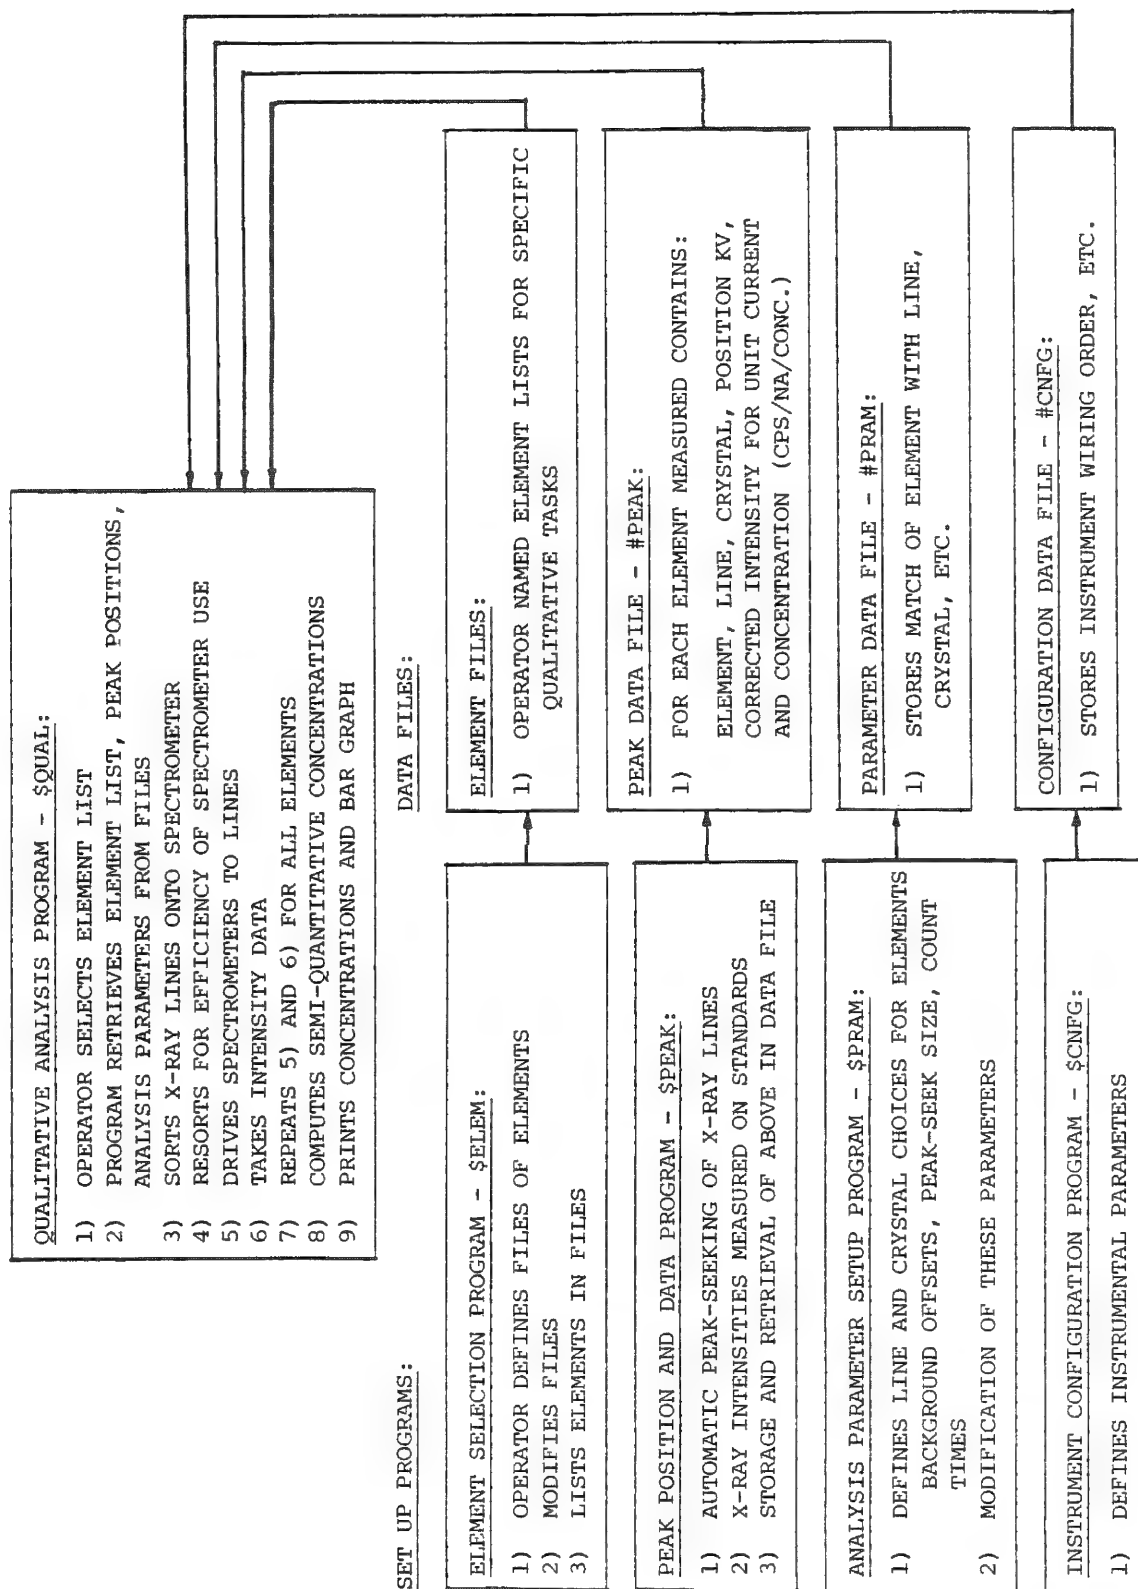 QUALITATIVE ANALYSIS PROGRAM - $QUAL:
1) OPERATOR SELECTS ELEMENT LIST
2) PROGRAM RETRIEVES ELEMENT LIST, PEAK POSITIONS,
ANALYSIS PARAMETERS FROM FILES
3) SORTS X-RAY LINES ONTO SPECTROMETER
4) RESORTS FOR EFFICIENCY OF SPECTROMETER USE
5) DRIVES SPECTROMETERS TO LINES
6) TAKES INTENSITY DATA
7) REPEATS 5) AND 6) FOR ALL ELEMENTS
8) COMPUTES SEMI-QUANTITATIVE CONCENTRATIONS
9) PRINTS CONCENTRATIONS AND BAR GRAPH
SET UP PROGRAMS:
ELEMENT SELECTION PROGRAM - $ELEM:
1) OPERATOR DEFINES FILES OF ELEMENTS
2) MODIFIES FILES
3) LISTS ELEMENTS IN FILES
PEAK POSITION AND DATA PROGRAM - $PEAK:
1) AUTOMATIC PEAK-SEEKING OF X-RAY LINES
2) X-RAY INTENSITIES MEASURED ON STANDARDS
3) STORAGE AND RETRIEVAL OF ABOVE IN DATA FILE
ANALYSIS PARAMETER SETUP PROGRAM - $PRAM:
1) DEFINES LINE AND CRYSTAL CHOICES FOR ELEMENTS
BACKGROUND OFFSETS, PEAK-SEEK SIZE, COUNT
TIMES
2) MODIFICATION OF THESE PARAMETERS
INSTRUMENT CONFIGURATION PROGRAM - $CNFG:
1) DEFINES INSTRUMENTAL PARAMETERS
DATA FILES:
ELEMENT FILES:
1) OPERATOR NAMED ELEMENT LISTS FOR SPECIFIC
QUALITATIVE TASKS
PEAK DATA FILE - #PEAK:
1) FOR EACH ELEMENT MEASURED CONTAINS:
ELEMENT, LINE, CRYSTAL, POSITION KV,
CORRECTED INTENSITY FOR UNIT CURRENT
AND CONCENTRATION (CPS/NA/CONC.)
PARAMETER DATA FILE - #PRAM:
1) STORES MATCH OF ELEMENT WITH LINE,
CRYSTAL, ETC.
CONFIGURATION DATA FILE - #CNFG:
1) STORES INSTRUMENT WIRING ORDER, ETC.